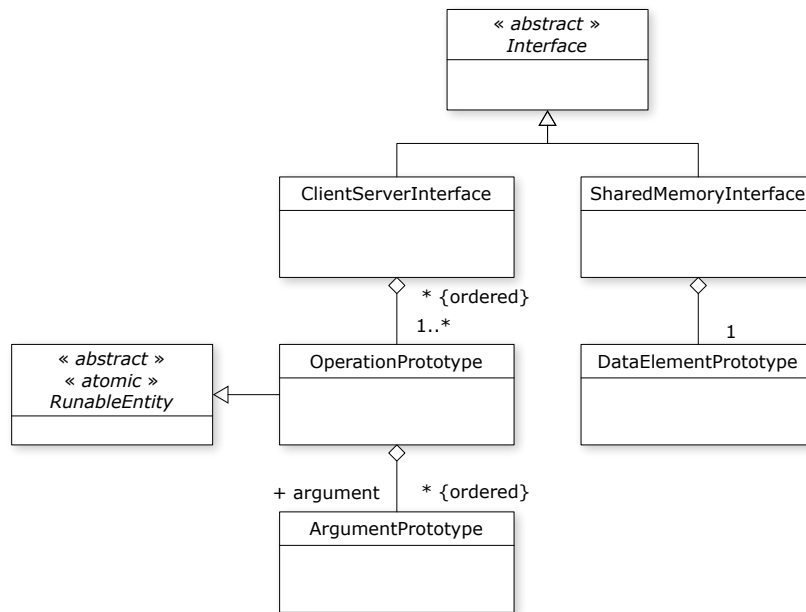 « abstract »
Interface
ClientServerInterface
SharedMemoryInterface
* {ordered}
1..*
1
« abstract »
« atomic »
RunableEntity
OperationPrototype
DataElementPrototype
+ argument
* {ordered}
ArgumentPrototype